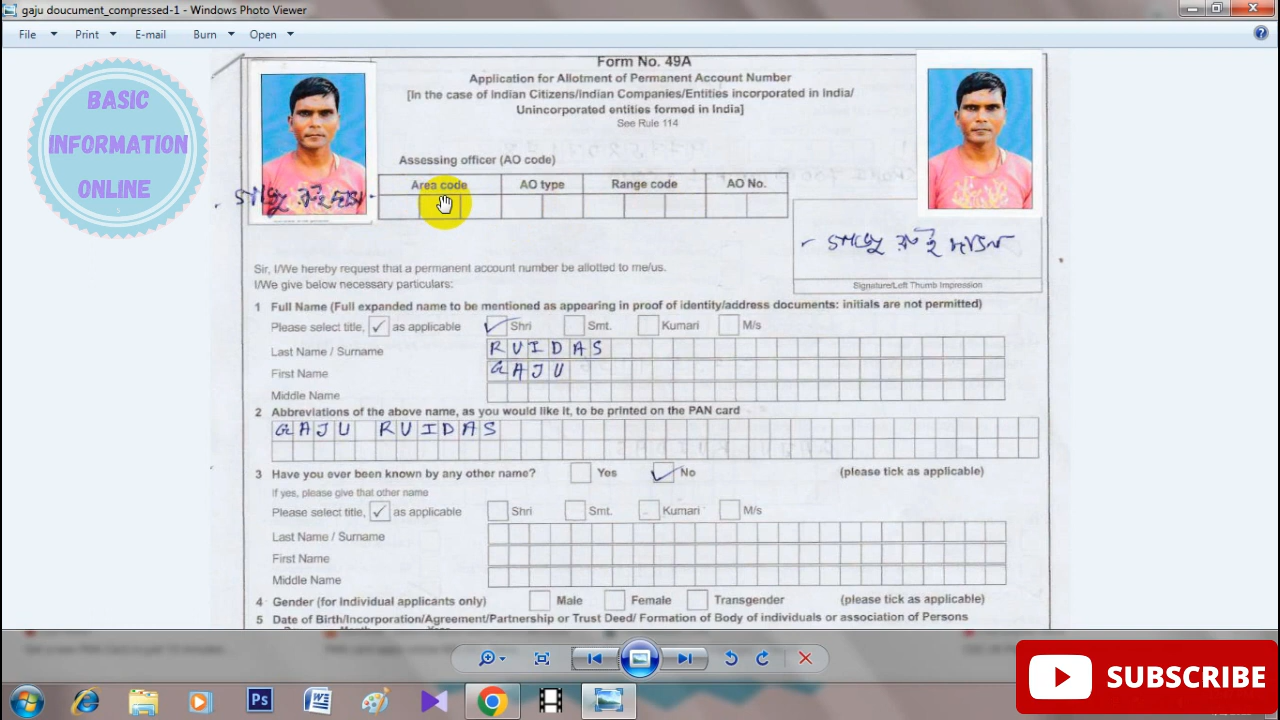 gaju doucument_compressed-1 - Windows Photo Viewer
File Print E-mail Burn Open
BASIC
INFORMATION
ONLINE
Form No. 49A
Application for Allotment of Permanent Account Number
[In the case of Indian Citizens/Indian Companies/Entities incorporated in India/
Unincorporated entities formed in India]
See Rule 114
Assessing officer (AO code)
Area code AO type Range code AO No.
Sir, I/We hereby request that a permanent account number be allotted to me/us.
I/We give below necessary particulars:
Signature/Left Thumb Impression
1 Full Name (Full expanded name to be mentioned as appearing in proof of identity/address documents: initials are not permitted)
Please select title, ✓ as applicable Shri Smt. Kumari M/s
Last Name / Surname RUIDAS
First Name GAJU
Middle Name
2 Abbreviations of the above name, as you would like it, to be printed on the PAN card
GAJU RUIDAS
3 Have you ever been known by any other name? Yes No (please tick as applicable)
If yes, please give that other name
Please select title, ✓ as applicable Shri Smt. Kumari M/s
Last Name / Surname
First Name
Middle Name
4 Gender (for Individual applicants only) Male Female Transgender (please tick as applicable)
5 Date of Birth/Incorporation/Agreement/Partnership or Trust Deed/ Formation of Body of individuals or association of Persons
Ps
SUBSCRIBE